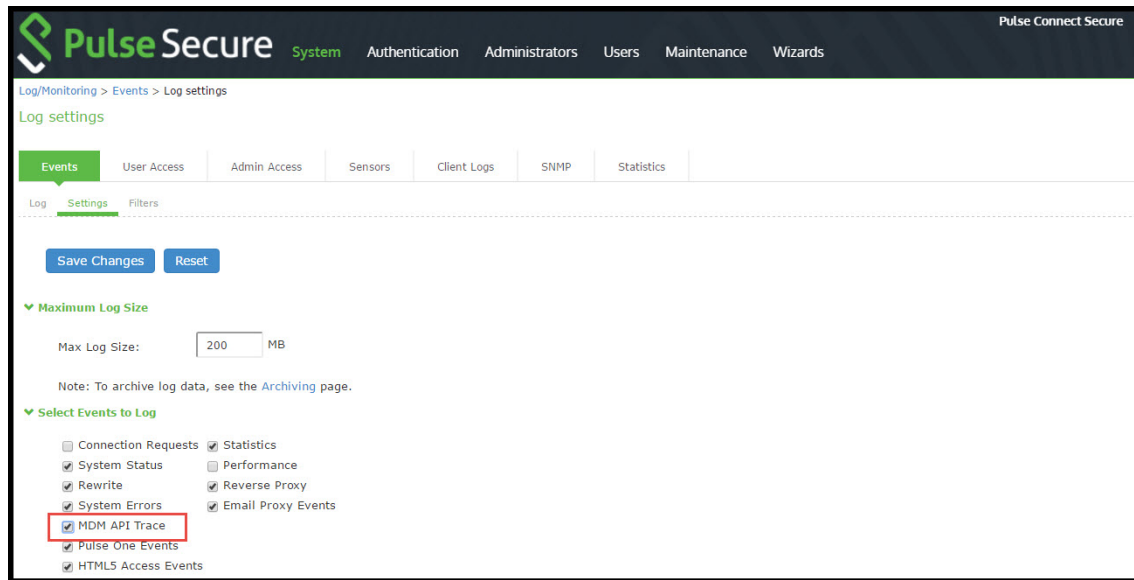 Pulse Connect Secure
Pulse Secure System Authentication Administrators Users Maintenance Wizards
Log/Monitoring > Events > Log settings
Log settings
Events User Access Admin Access Sensors Client Logs SNMP Statistics
Log Settings Filters
Save Changes Reset
Maximum Log Size
Max Log Size: 200 MB
Note: To archive log data, see the Archiving page.
Select Events to Log
Connection Requests Statistics
System Status Performance
Rewrite Reverse Proxy
System Errors Email Proxy Events
MDM API Trace
Pulse One Events
HTML5 Access Events